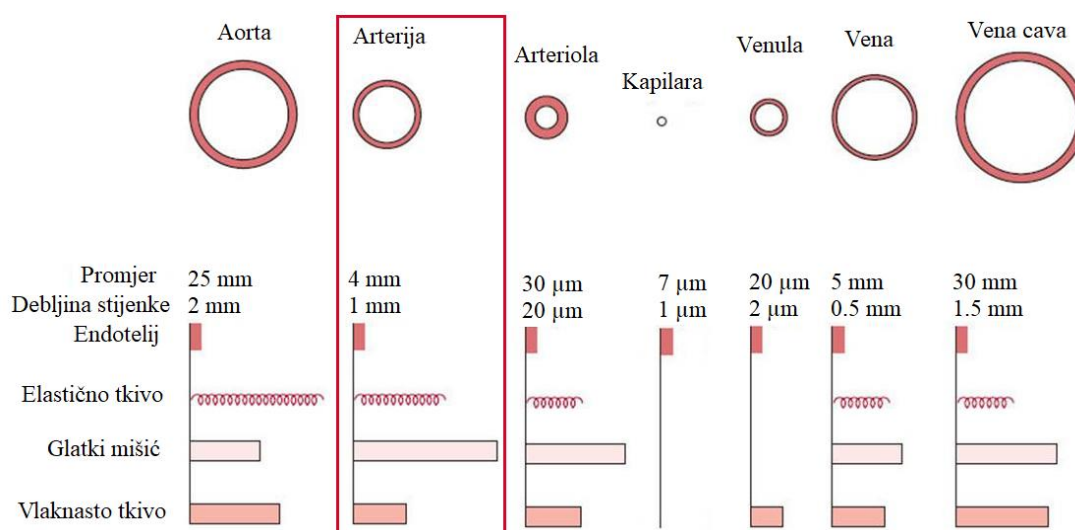 Aorta
Arterija
Arteriola
Kapilara
Venula
Vena
Vena cava
Promjer 25 mm 4 mm 30 µm 7 µm 20 µm 5 mm 30 mm
Debljina stijenke 2 mm 1 mm 20 µm 1 µm 2 µm 0.5 mm 1.5 mm
Endotelij
Elastično tkivo
Glatki mišić
Vlaknasto tkivo